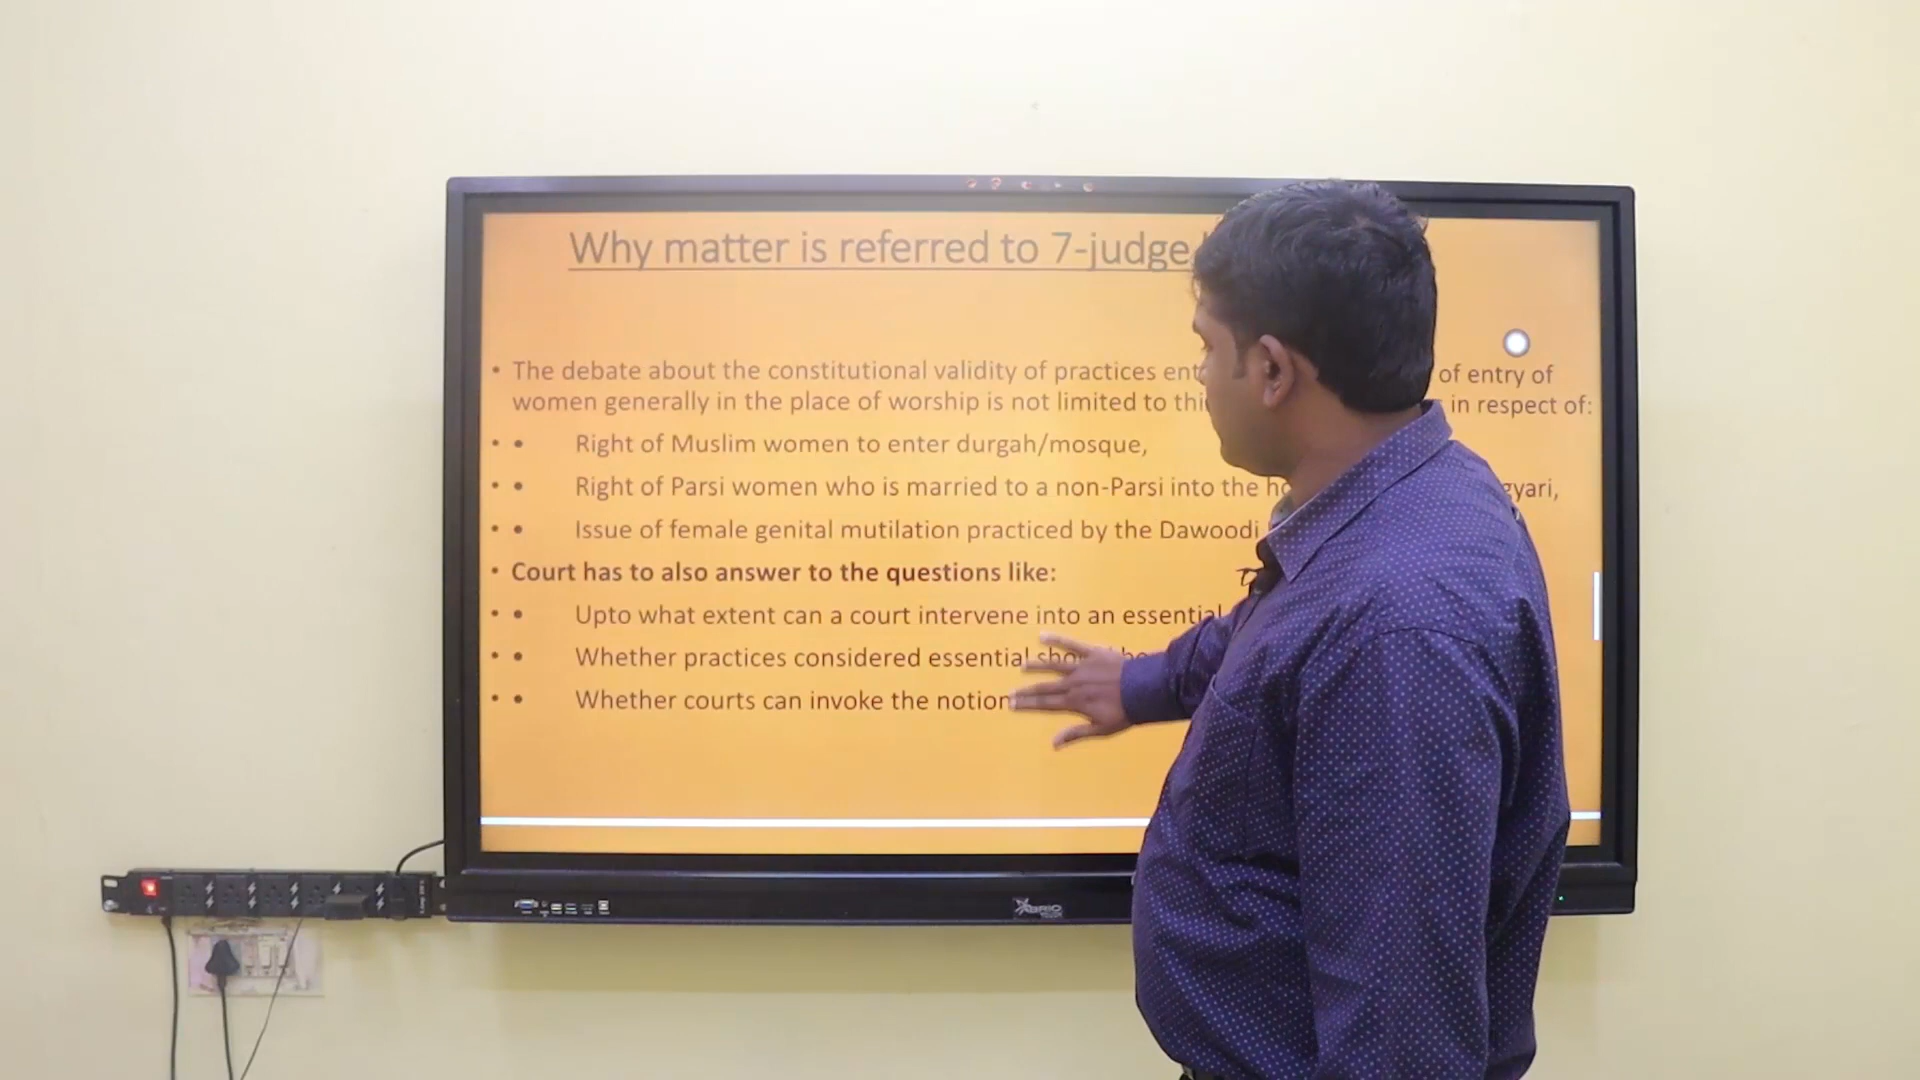 Why matter is referred to 7-judge
• The debate about the constitutional validity of practices of entry of
women generally in the place of worship is not limited to in respect of:
• • Right of Muslim women to enter durgah/mosque,
• • Right of Parsi women who is married to a non-Parsi into the
• • Issue of female genital mutilation practiced by the Dawoodi
• Court has to also answer to the questions like:
• • Upto what extent can a court intervene into an essential
• • Whether practices considered essential
• • Whether courts can invoke the notion
BRIO